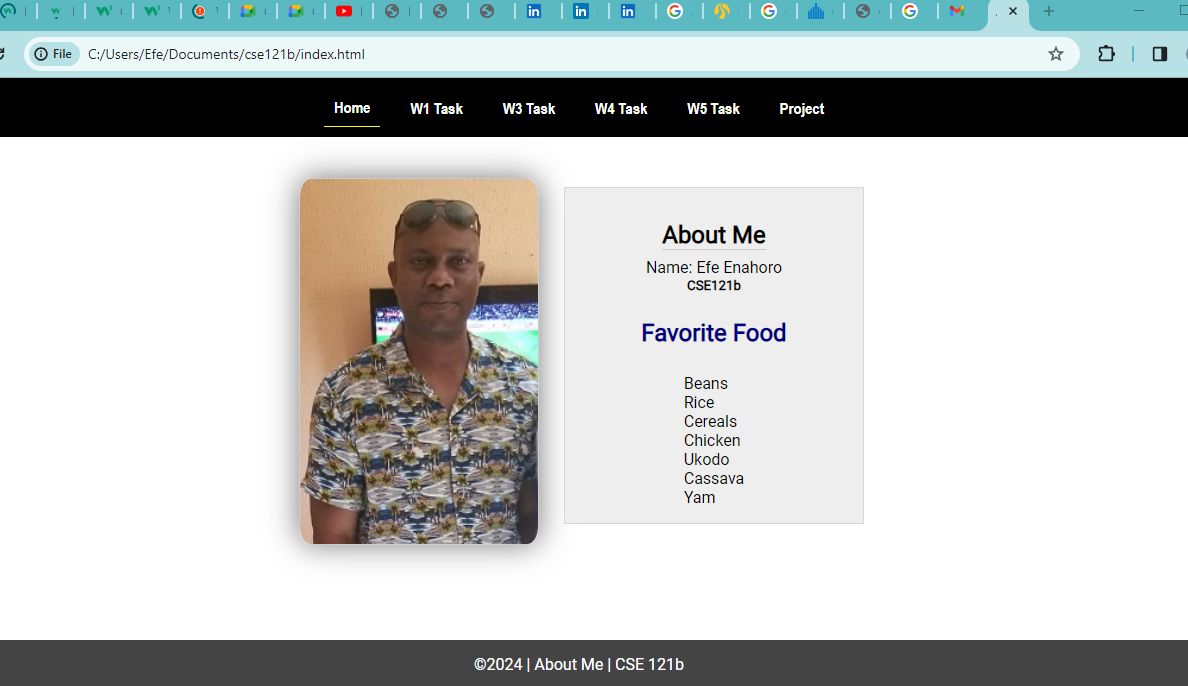 File C:/Users/Efe/Documents/cse121b/index.html
Home W1 Task W3 Task W4 Task W5 Task Project
About Me
Name: Efe Enahoro
CSE121b
Favorite Food
Beans
Rice
Cereals
Chicken
Ukodo
Cassava
Yam
©2024 | About Me | CSE 121b